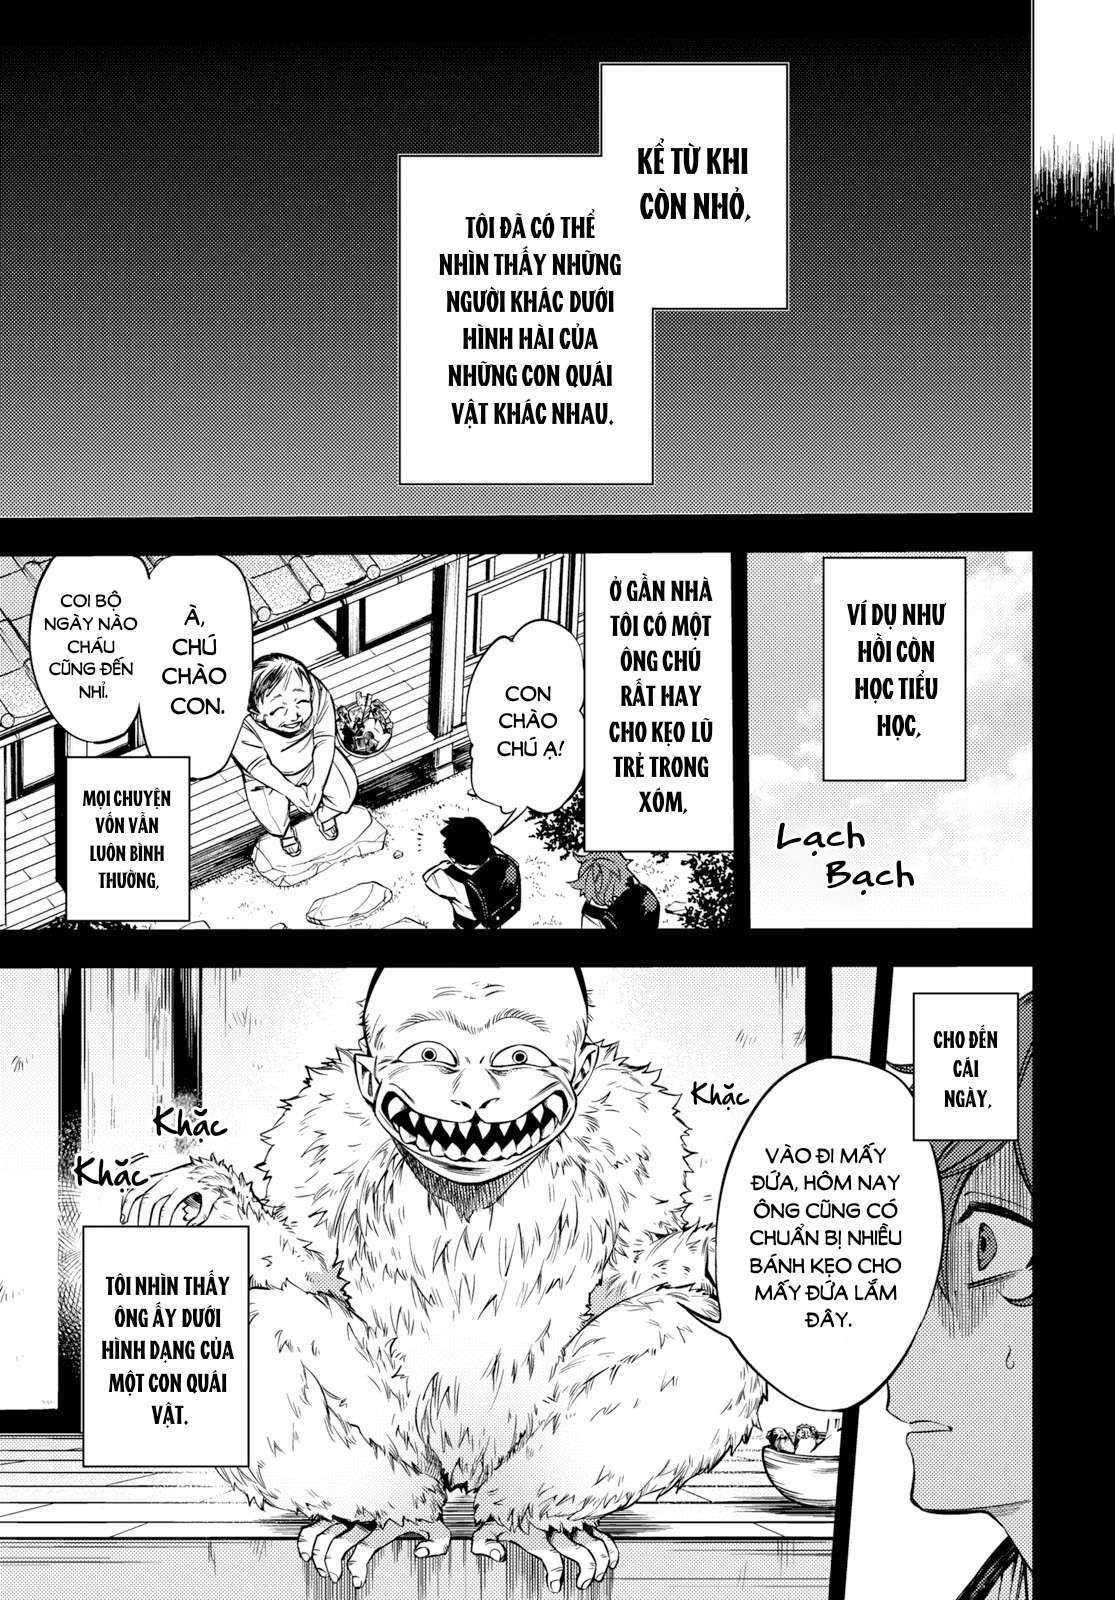 KỂ TỪ KHI
CÒN NHỎ,
TÔI ĐÃ CÓ THỂ
NHÌN THẤY NHỮNG
NGƯỜI KHÁC DƯỚI
HÌNH HÀI CỦA
NHỮNG CON QUÁI
VẬT KHÁC NHAU.
VÍ DỤ NHƯ
HỒI CÒN
HỌC TIỂU
HỌC,
Lạch
Bạch
Ở GẦN NHÀ
TÔI CÓ MỘT
ÔNG CHÚ
RẤT HAY
CHO KẸO LŨ
TRẺ TRONG
XÓM,
CON
CHÀO
CHÚ Ạ!
À,
CHÚ
CHÀO
CON.
COI BỘ
NGÀY NÀO
CHÁU
CŨNG ĐẾN
NHỈ.
MỌI CHUYỆN
VỐN VẪN
LUÔN BÌNH
THƯỜNG,
CHO ĐẾN
CÁI
NGÀY,
VÀO ĐI MẤY
ĐỨA, HÔM NAY
ÔNG CŨNG CÓ
CHUẨN BỊ NHIỀU
BÁNH KẸO CHO
MẤY ĐỨA LẮM
ĐÂY.
Khặc
Khặc
Khặc
TÔI NHÌN THẤY
ÔNG ẤY DƯỚI
HÌNH DẠNG CỦA
MỘT CON QUÁI
VẬT.